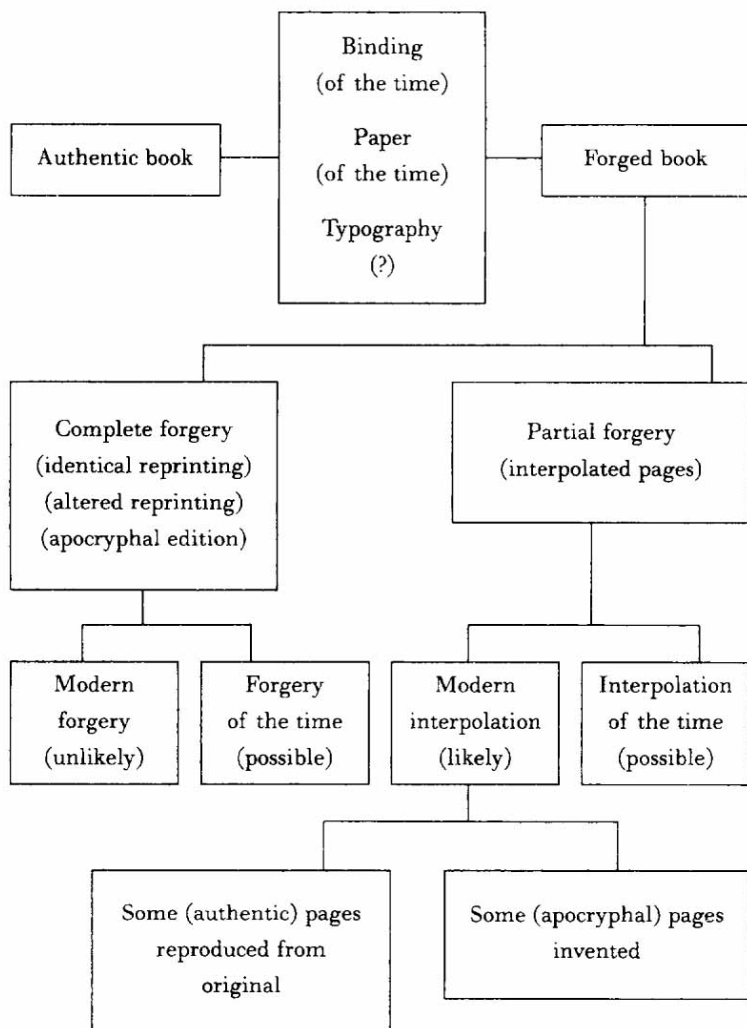 Binding
(of the time)
Paper
(of the time)
Typography
(?)
Authentic book
Forged book
Complete forgery
(identical reprinting)
(altered reprinting)
(apocryphal edition)
Partial forgery
(interpolated pages)
Modern
forgery
(unlikely)
Forgery
of the time
(possible)
Modern
interpolation
(likely)
Interpolation
of the time
(possible)
Some (authentic) pages
reproduced from
original
Some (apocryphal) pages
invented